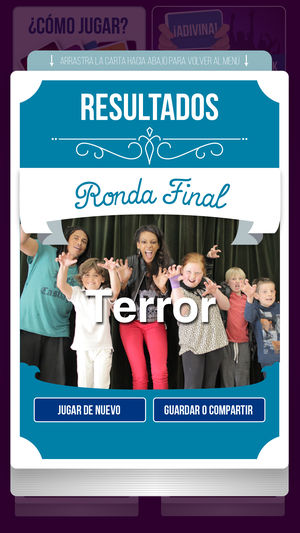 ¿CÓMO JUGAR?
¡ADIVINA!
↓ ARRASTRA LA CARTA HACIA ABAJO PARA VOLVER AL MENÚ ↓
RESULTADOS
Ronda Final
Terror
JUGAR DE NUEVO
GUARDAR O COMPARTIR